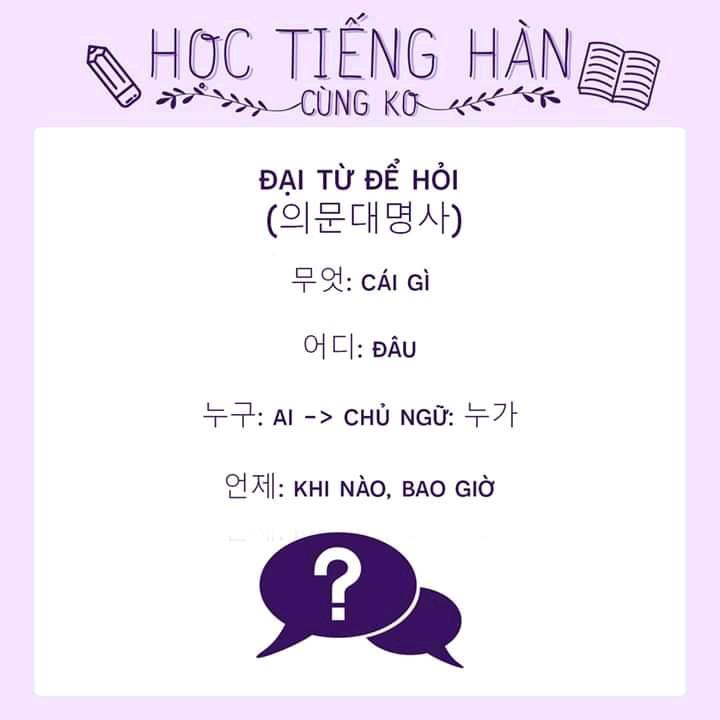 HỌC TIẾNG HÀN
CÙNG KO
ĐẠI TỪ ĐỂ HỎI
(의문대명사)
무엇: CÁI GÌ
어디: ĐÂU
누구: AI -> CHỦ NGỮ: 누가
언제: KHI NÀO, BAO GIỜ
?